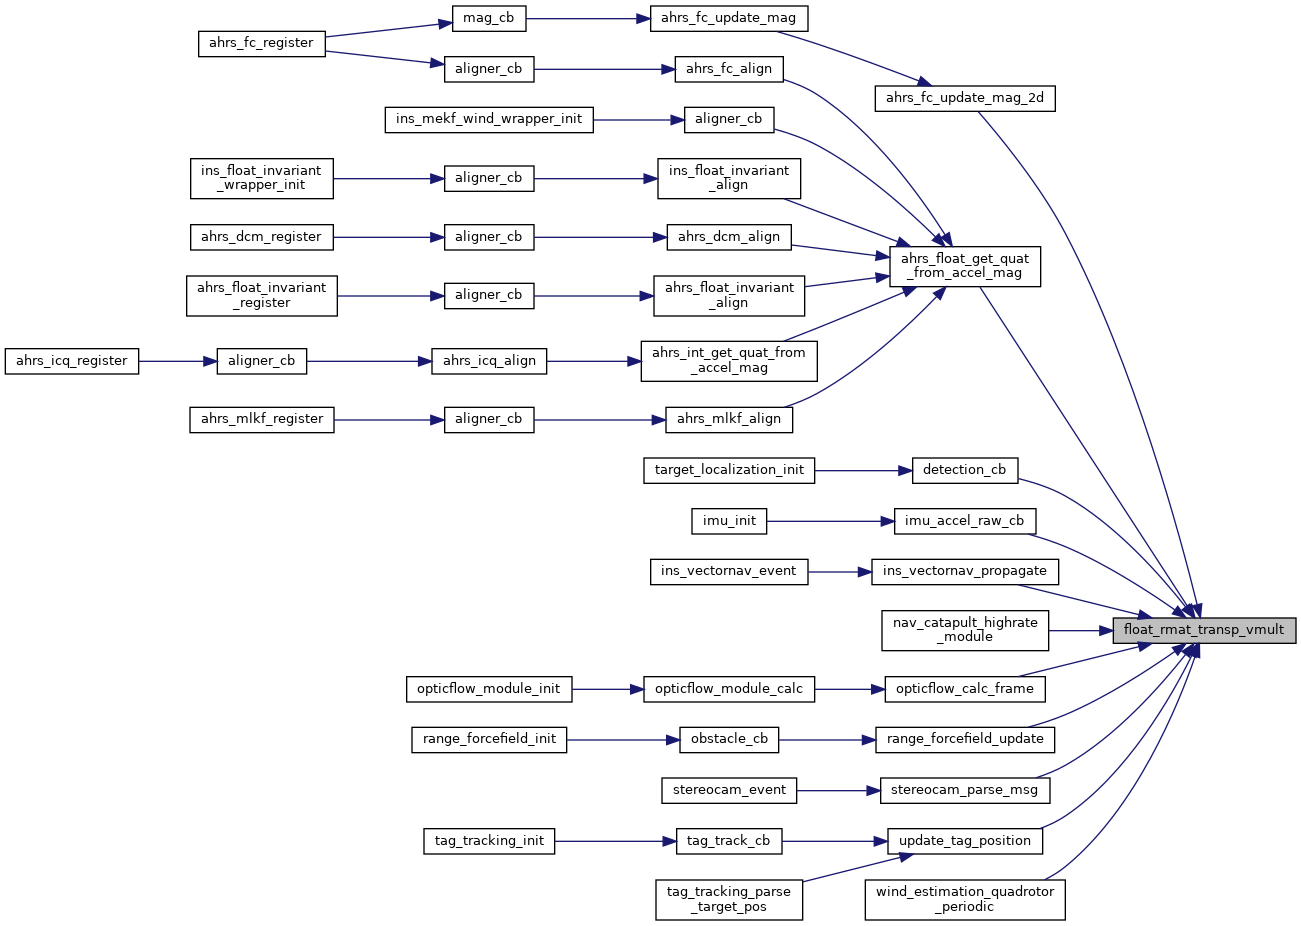 mag_cb
ahrs_fc_update_mag
ahrs_fc_register
aligner_cb
ahrs_fc_align
ahrs_fc_update_mag_2d
ins_mekf_wind_wrapper_init
aligner_cb
ins_float_invariant
_wrapper_init
aligner_cb
ins_float_invariant
_align
ahrs_dcm_register
aligner_cb
ahrs_dcm_align
ahrs_float_get_quat
_from_accel_mag
ahrs_float_invariant
_register
aligner_cb
ahrs_float_invariant
_align
ahrs_icq_register
aligner_cb
ahrs_icq_align
ahrs_int_get_quat_from
_accel_mag
ahrs_mlkf_register
aligner_cb
ahrs_mlkf_align
target_localization_init
detection_cb
imu_init
imu_accel_raw_cb
ins_vectornav_event
ins_vectornav_propagate
nav_catapult_highrate
_module
float_rmat_transp_vmult
opticflow_module_init
opticflow_module_calc
opticflow_calc_frame
range_forcefield_init
obstacle_cb
range_forcefield_update
stereocam_event
stereocam_parse_msg
tag_tracking_init
tag_track_cb
update_tag_position
tag_tracking_parse
_target_pos
wind_estimation_quadrotor
_periodic